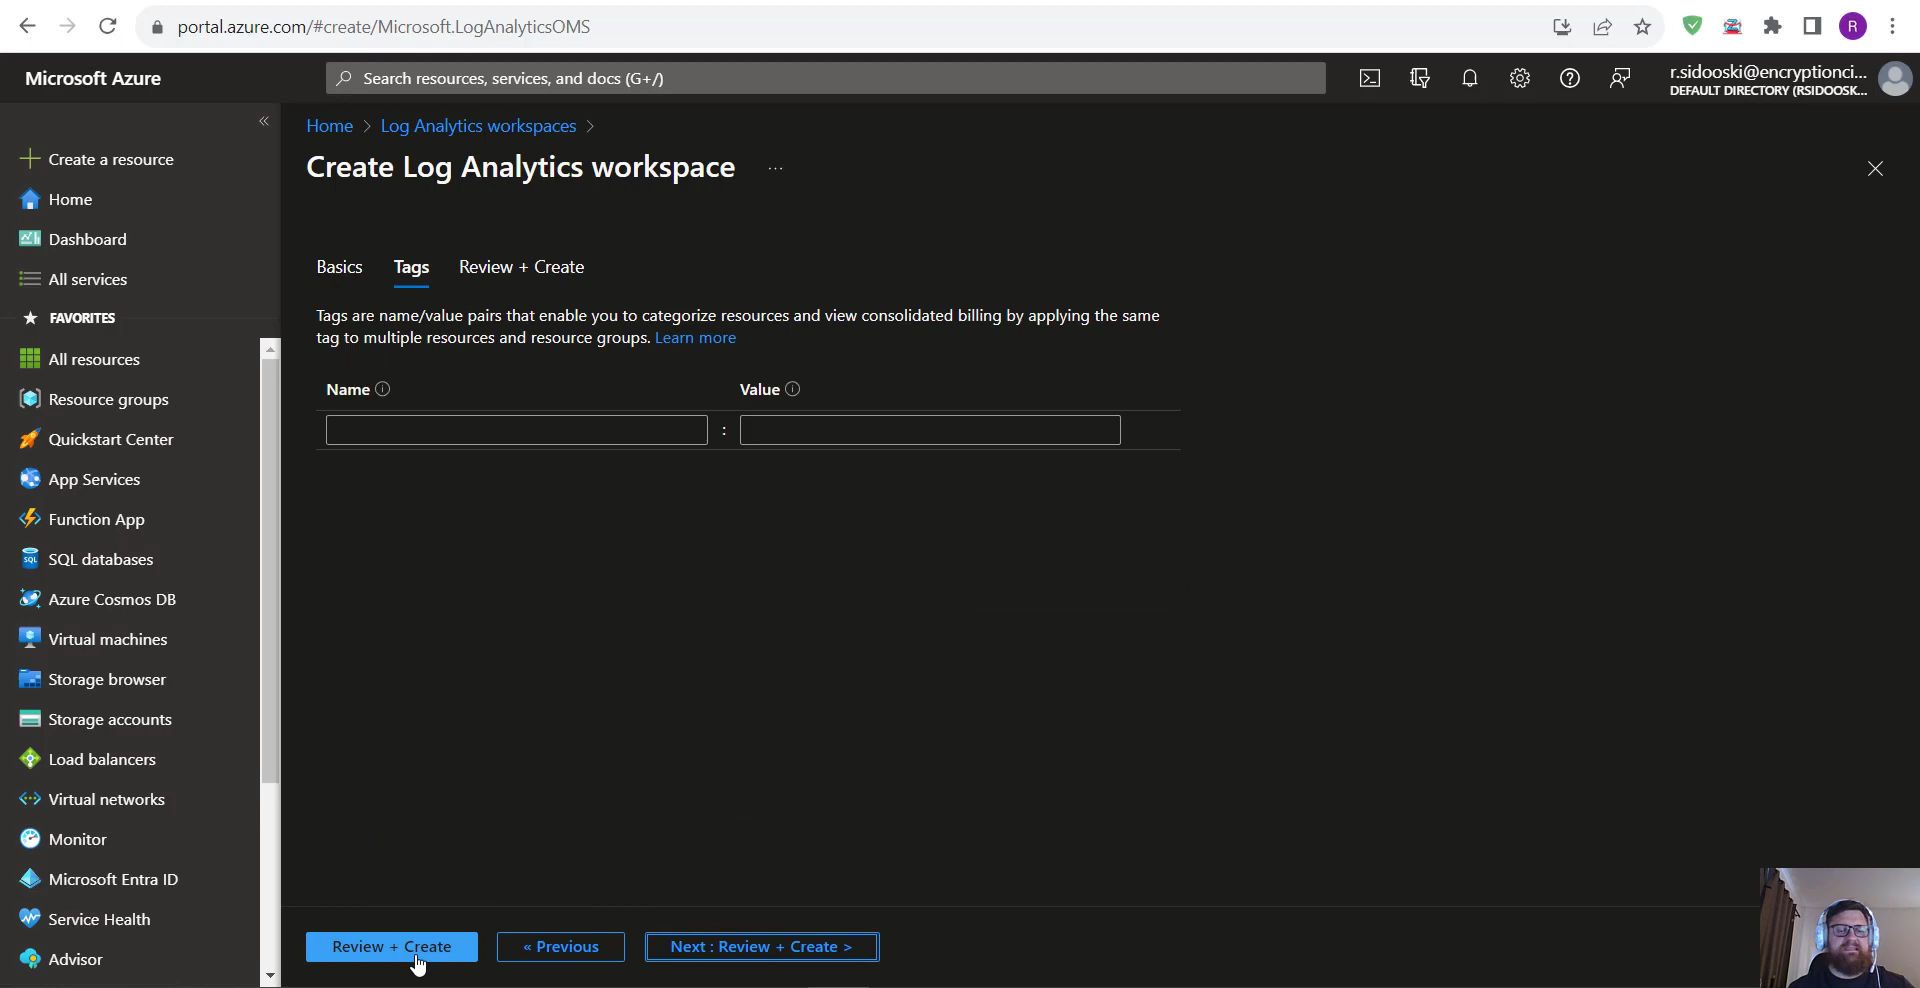 portal.azure.com/#create/Microsoft.LogAnalyticsOMS
R
Microsoft Azure
Search resources, services, and docs (G+/)
r.sidooski@encryptionci...
DEFAULT DIRECTORY (RSIDOOSK...
Create a resource
Home
Dashboard
All services
FAVORITES
All resources
Resource groups
Quickstart Center
App Services
Function App
SQL
SQL databases
Azure Cosmos DB
Virtual machines
Storage browser
Storage accounts
Load balancers
Virtual networks
Monitor
Microsoft Entra ID
Service Health
Advisor
Home > Log Analytics workspaces >
Create Log Analytics workspace ...
Basics Tags Review + Create
Tags are name/value pairs that enable you to categorize resources and view consolidated billing by applying the same
tag to multiple resources and resource groups. Learn more
Name Value
:
Review + Create « Previous Next : Review + Create >